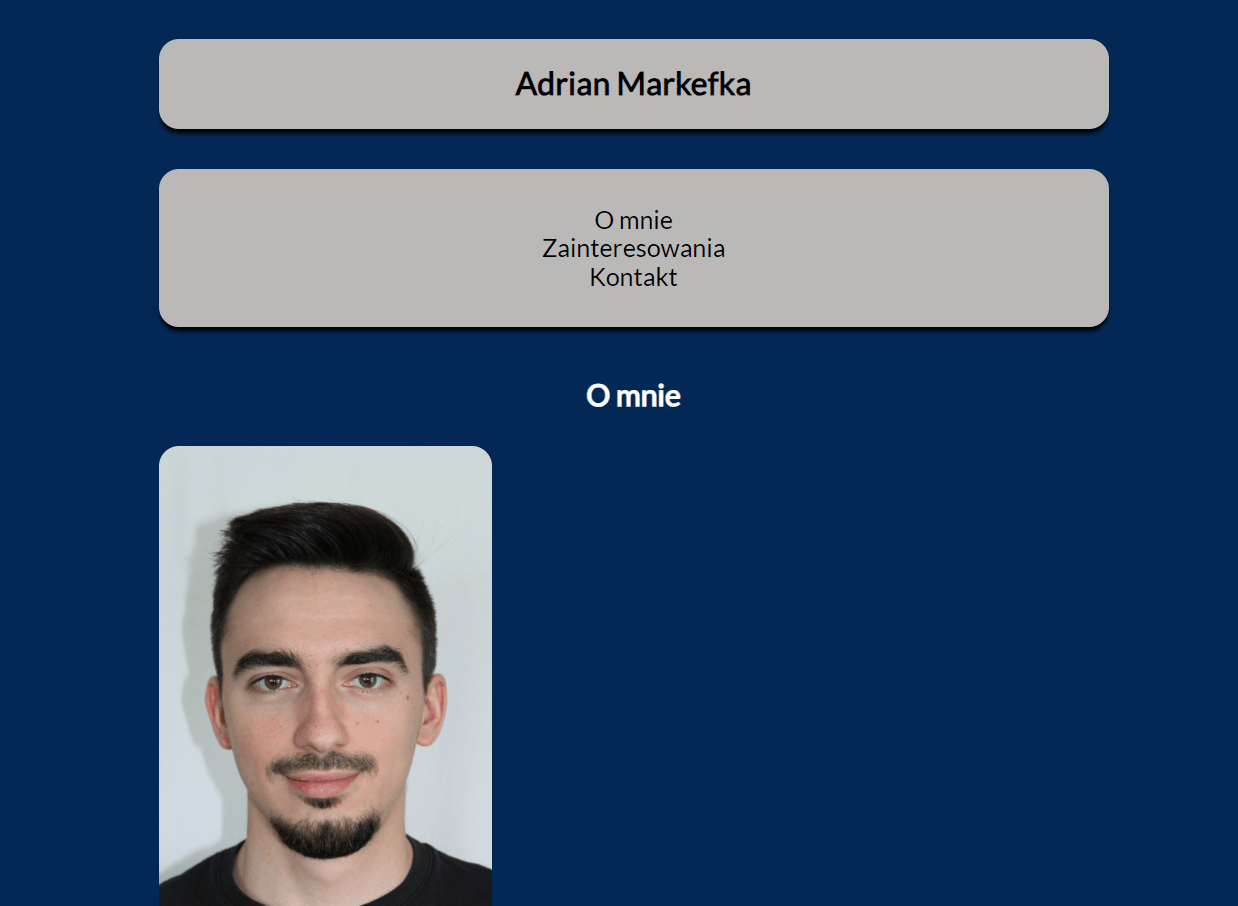 Adrian Markefka
O mnie
Zainteresowania
Kontakt
O mnie